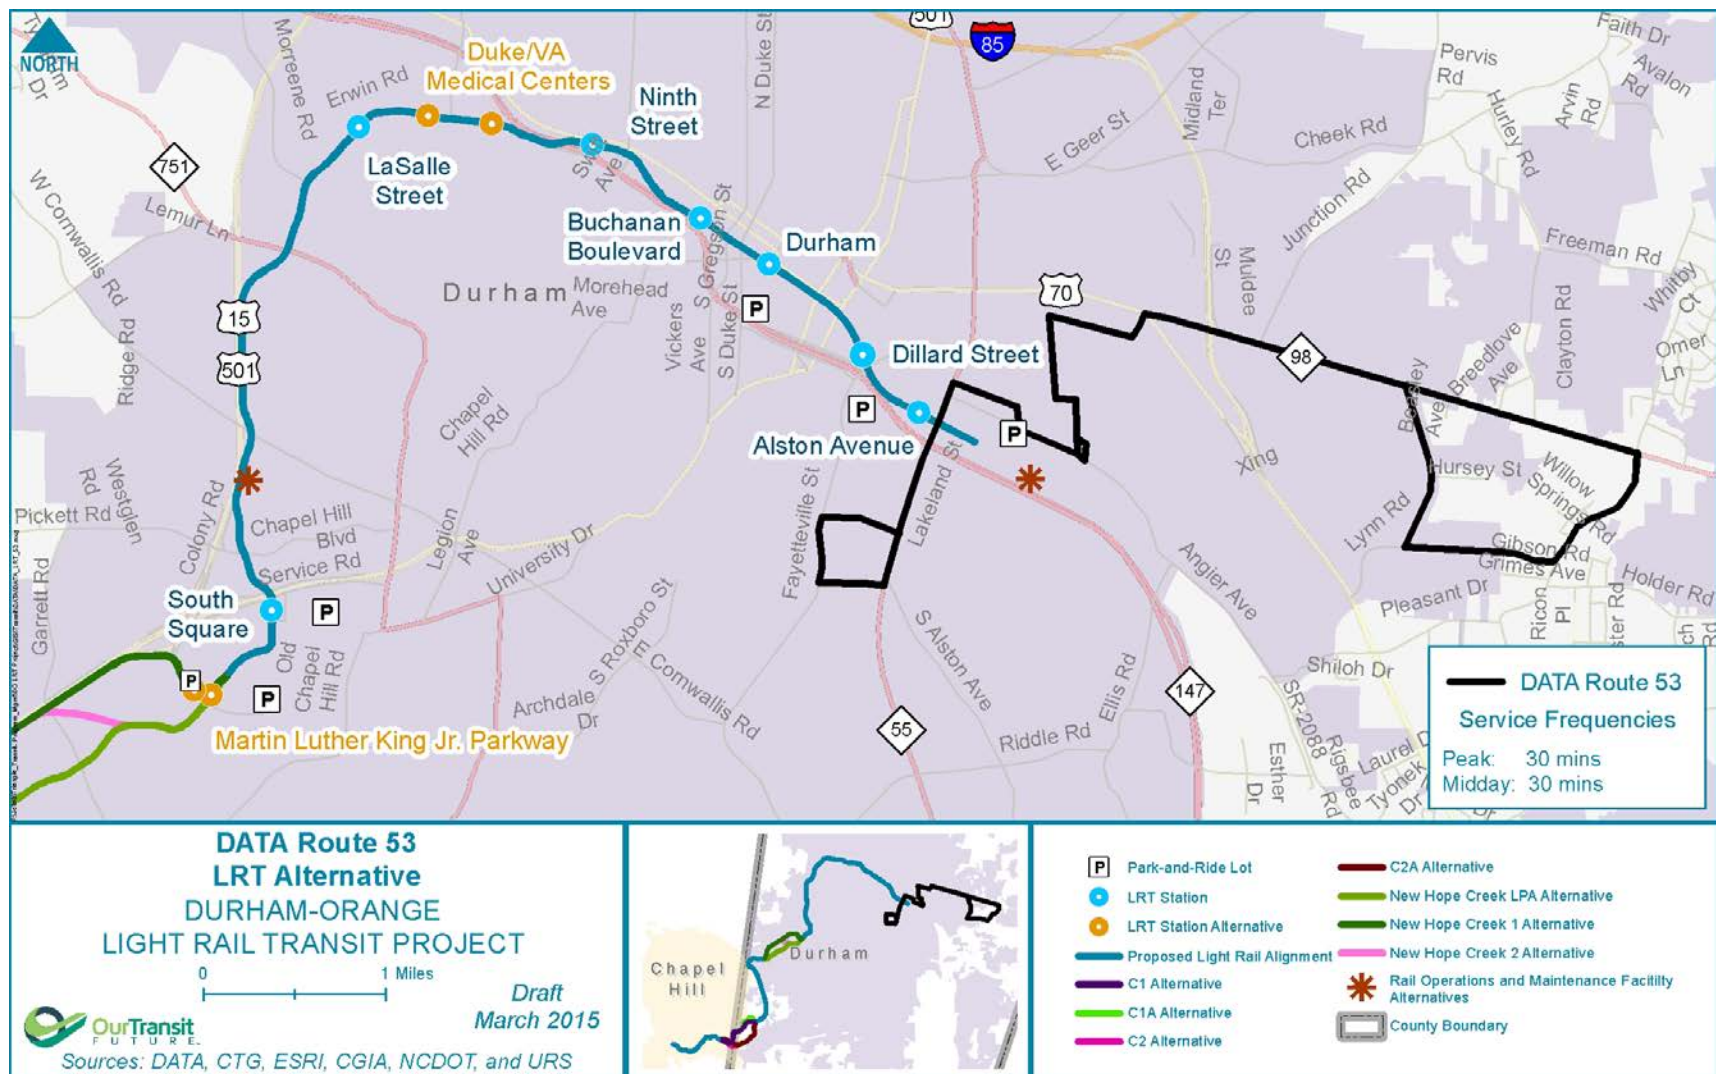 NORTH
Duke/VA
Medical Centers
Ninth
Street
LaSalle
Street
Buchanan
Boulevard
Durham
Dillard Street
Alston Avenue
South
Square
Martin Luther King Jr. Parkway
Durham
501
85
751
15
501
70
98
147
55
P
P
P
P
P
P
Morreene Rd
Erwin Rd
N Duke St
Lemur Ln
W Cornwallis Rd
Ridge Rd
Morehead
Ave
Vickers
Ave
S Gregson St
S Duke St
Chapel
Hill Rd
E Geer St
Midland
Ter
Cheek Rd
Pervis
Rd
Faith Dr
Avalon
Rd
Arvin
Rd
Hurley Rd
Junction Rd
Freeman Rd
Whitby
Ct
Omer
Ln
Clayton Rd
Breedlove
Ave
Beasley
Ave
Muldee
St
Xing
Hursey St
Willow
Springs Rd
Lynn Rd
Gibson Rd
Grimes Ave
Holder Rd
Pleasant Dr
Ricon
Pl
Shiloh Dr
Angier Ave
SR-2088
Rigsbee
Rd
Esther
Dr
Ellis Rd
Riddle Rd
S Alston Ave
Lakeland St
Fayetteville St
S Roxboro St
E Cornwallis Rd
Archdale
Dr
University Dr
Legion
Ave
Chapel Hill
Blvd
Service Rd
Colony Rd
Westglen
Rd
Pickett Rd
Garrett Rd
Old
Chapel
Hill Rd
DATA Route 53
Service Frequencies
Peak: 30 mins
Midday: 30 mins
DATA Route 53
LRT Alternative
DURHAM-ORANGE
LIGHT RAIL TRANSIT PROJECT
0 1 Miles
Draft
March 2015
OurTransit
FUTURE
Sources: DATA, CTG, ESRI, CGIA, NCDOT, and URS
Chapel
Hill
Durham
P
Park-and-Ride Lot
LRT Station
LRT Station Alternative
Proposed Light Rail Alignment
C1 Alternative
C1A Alternative
C2 Alternative
C2A Alternative
New Hope Creek LPA Alternative
New Hope Creek 1 Alternative
New Hope Creek 2 Alternative
Rail Operations and Maintenance Facility
Alternatives
County Boundary